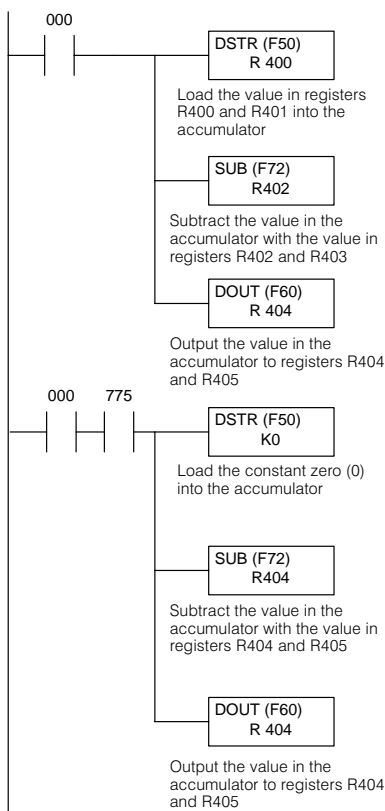 000
DSTR (F50)
R 400
Load the value in registers
R400 and R401 into the
accumulator
SUB (F72)
R402
Subtract the value in the
accumulator with the value in
registers R402 and R403
DOUT (F60)
R 404
Output the value in the
accumulator to registers R404
and R405
000 775
DSTR (F50)
K0
Load the constant zero (0)
into the accumulator
SUB (F72)
R404
Subtract the value in the
accumulator with the value in
registers R404 and R405
DOUT (F60)
R 404
Output the value in the
accumulator to registers R404
and R405